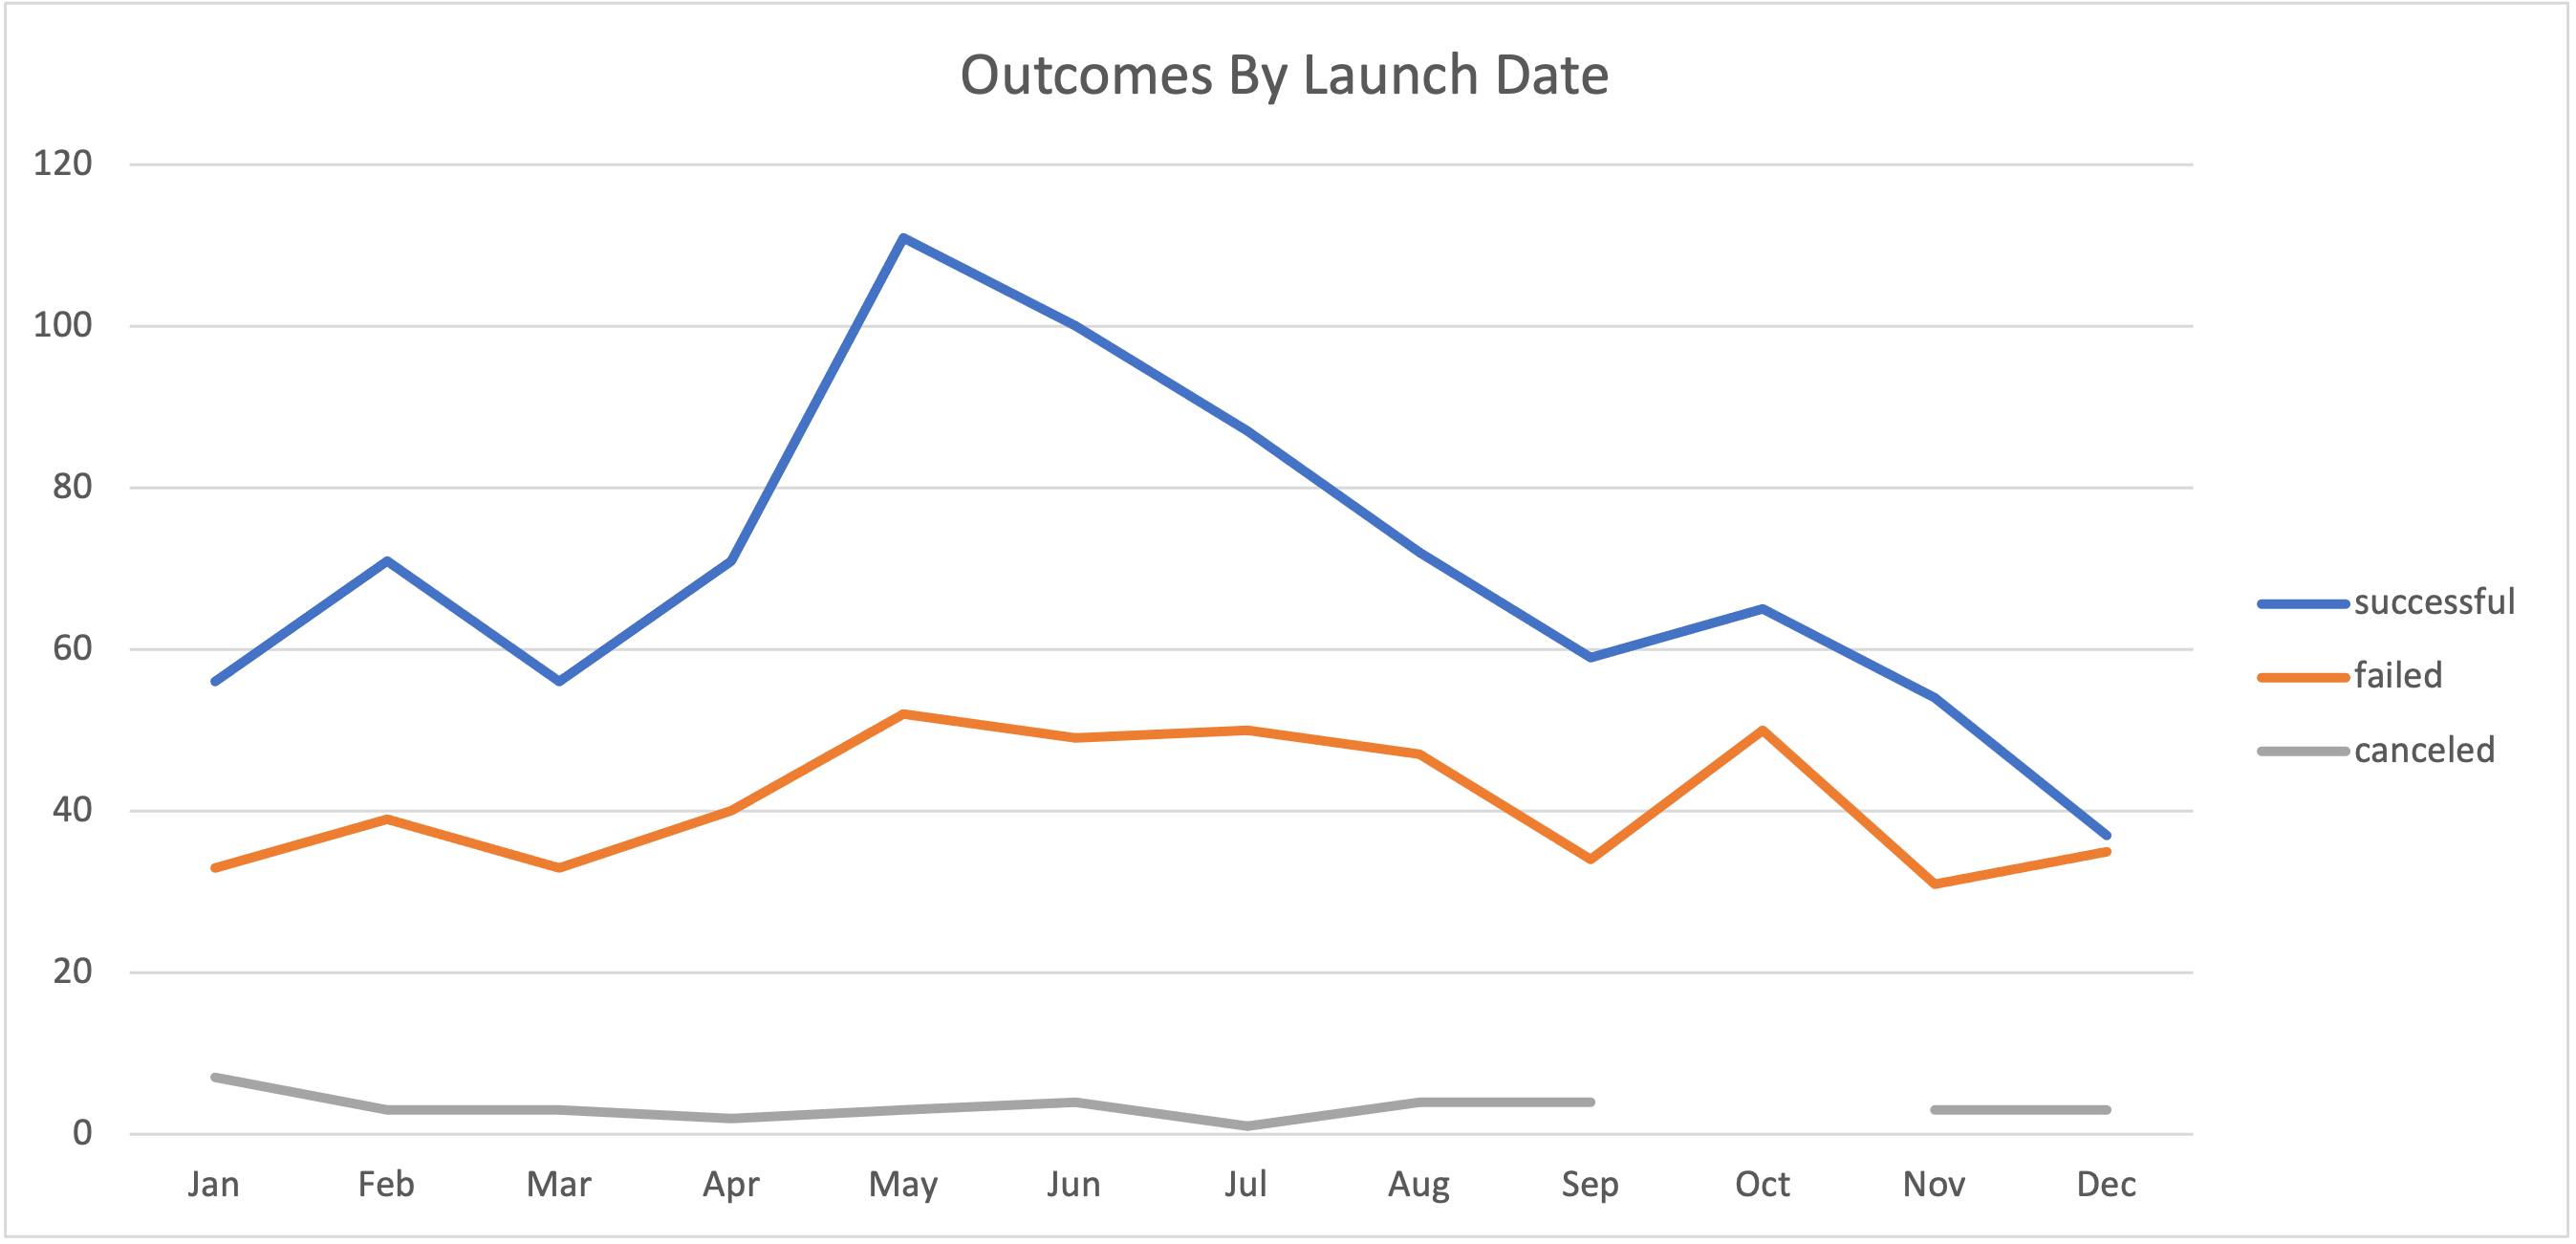 Outcomes By Launch Date
120
100
80
60
40
20
0
Jan Feb Mar Apr May Jun Jul Aug Sep Oct Nov Dec
successful
failed
canceled